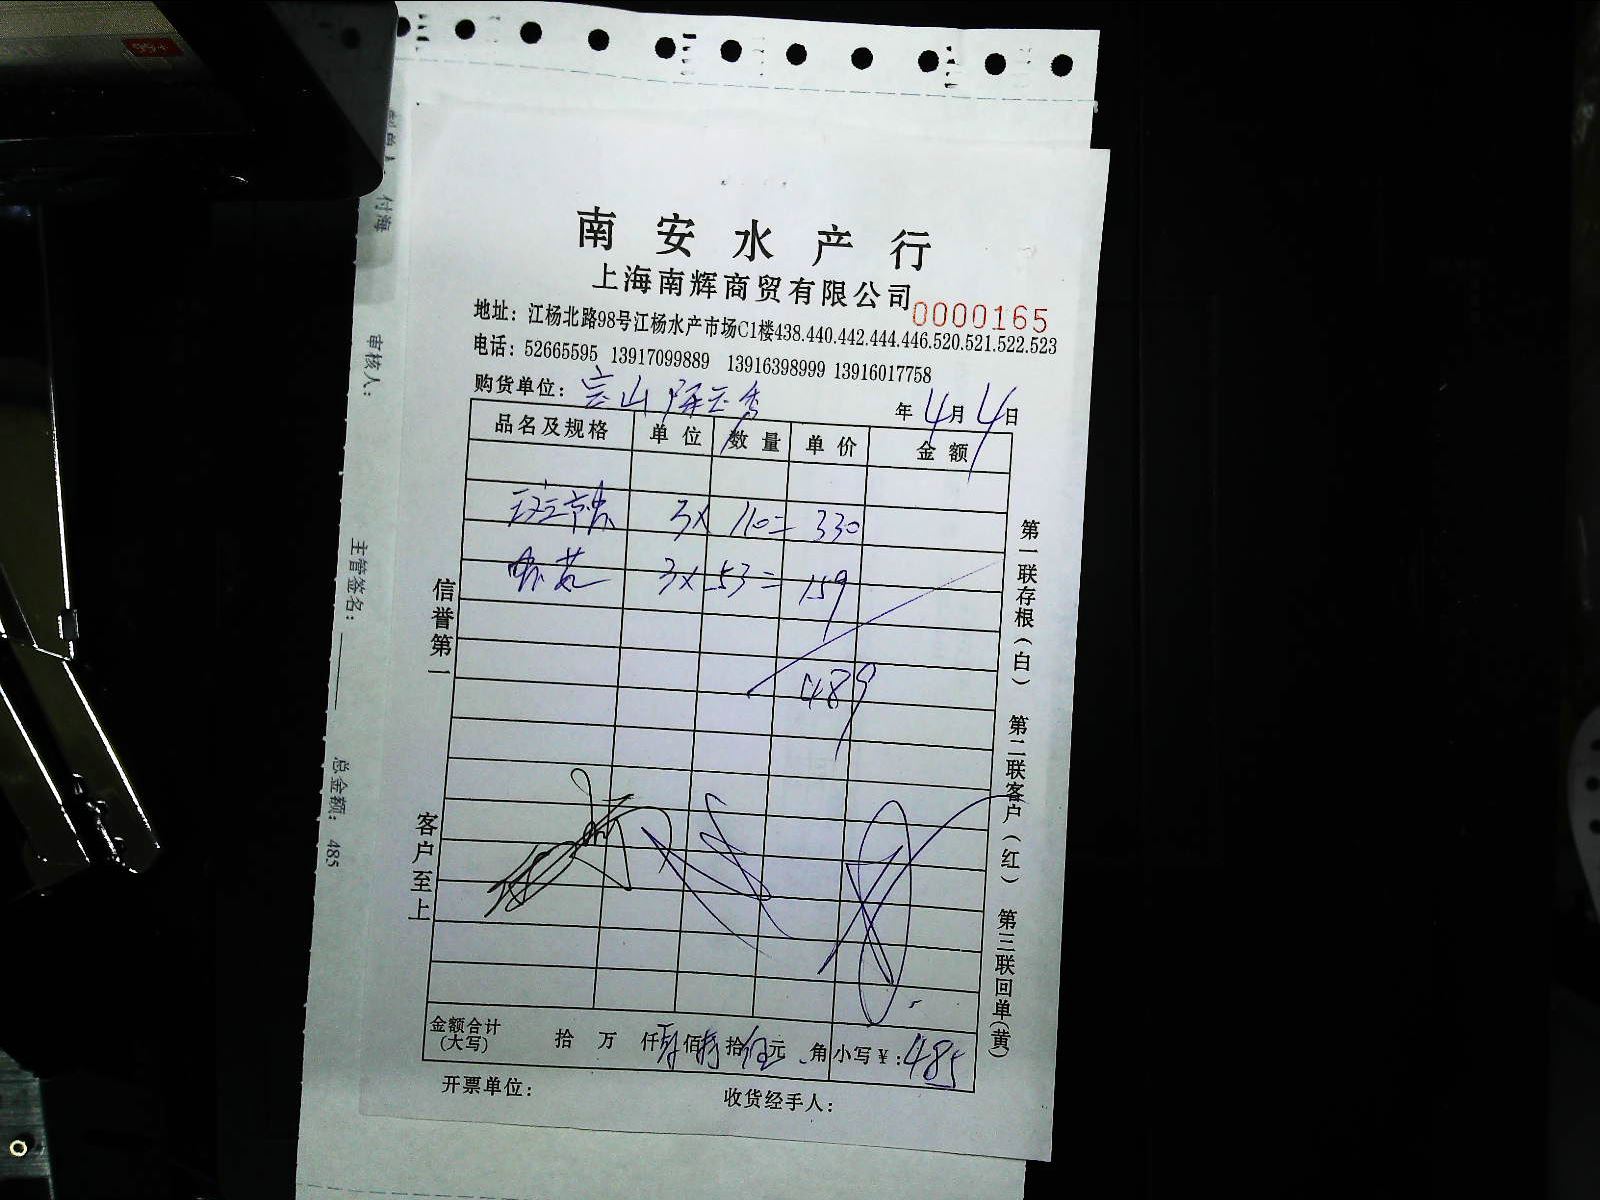 南安水产行
上海南辉商贸有限公司
0000165
地址：江杨北路98号江杨水产市场C1楼438.440.442.444.446.520.521.522.523
电话：52665595 13917099889 13916398999 13916017758
购货单位：宝山 年4月4日
品名及规格 单位 数量 单价 金额
3x 110=330
3x 53=159
489
金额合计(大写) 拾 万 仟 肆佰 捌拾 伍元 角 小写￥：485
开票单位： 收货经手人：
信誉第一
客户至上
第一联存根(白) 第二联客户(红) 第三联回单(黄)
付海
审核人：
主管签名：
总金额：485